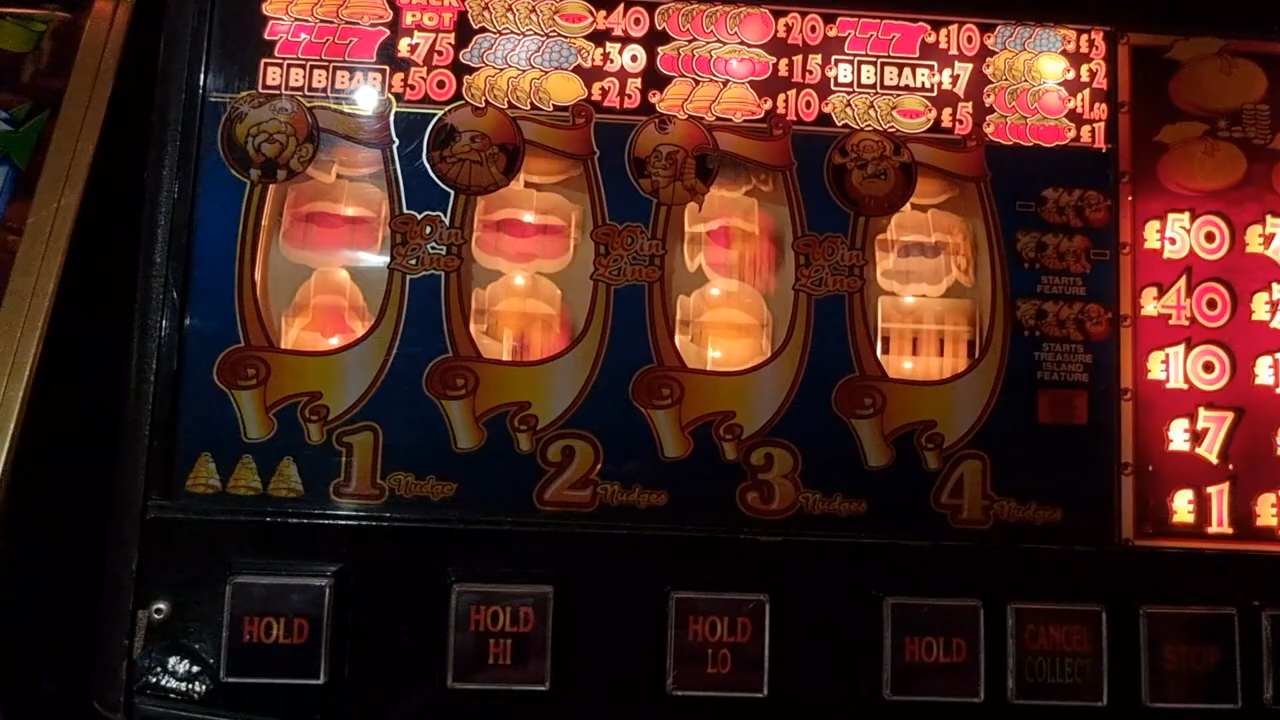 JACK
POT
£40
£20
£10
£3
777
£75
£30
£15
BBBBAR
£7
£2
BBBBAR
£50
£25
£10
£5
£1.60
£1
Win
Line
Win
Line
Win
Line
STARTS
FEATURE
STARTS
TREASURE
ISLAND
FEATURE
£50
£40
£10
£7
£1
1 Nudge
2 Nudges
3 Nudges
4 Nudges
HOLD
HOLD
HI
HOLD
LO
HOLD
CANCEL
COLLECT
STOP